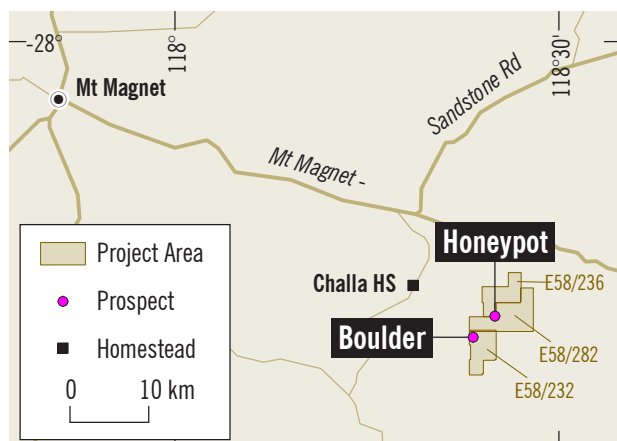 -28°
118°
118°30'
Mt Magnet
Sandstone Rd
Mt Magnet -
Honeypot
Challa HS
E58/236
Boulder
E58/282
E58/232
Project Area
Prospect
Homestead
0 10 km